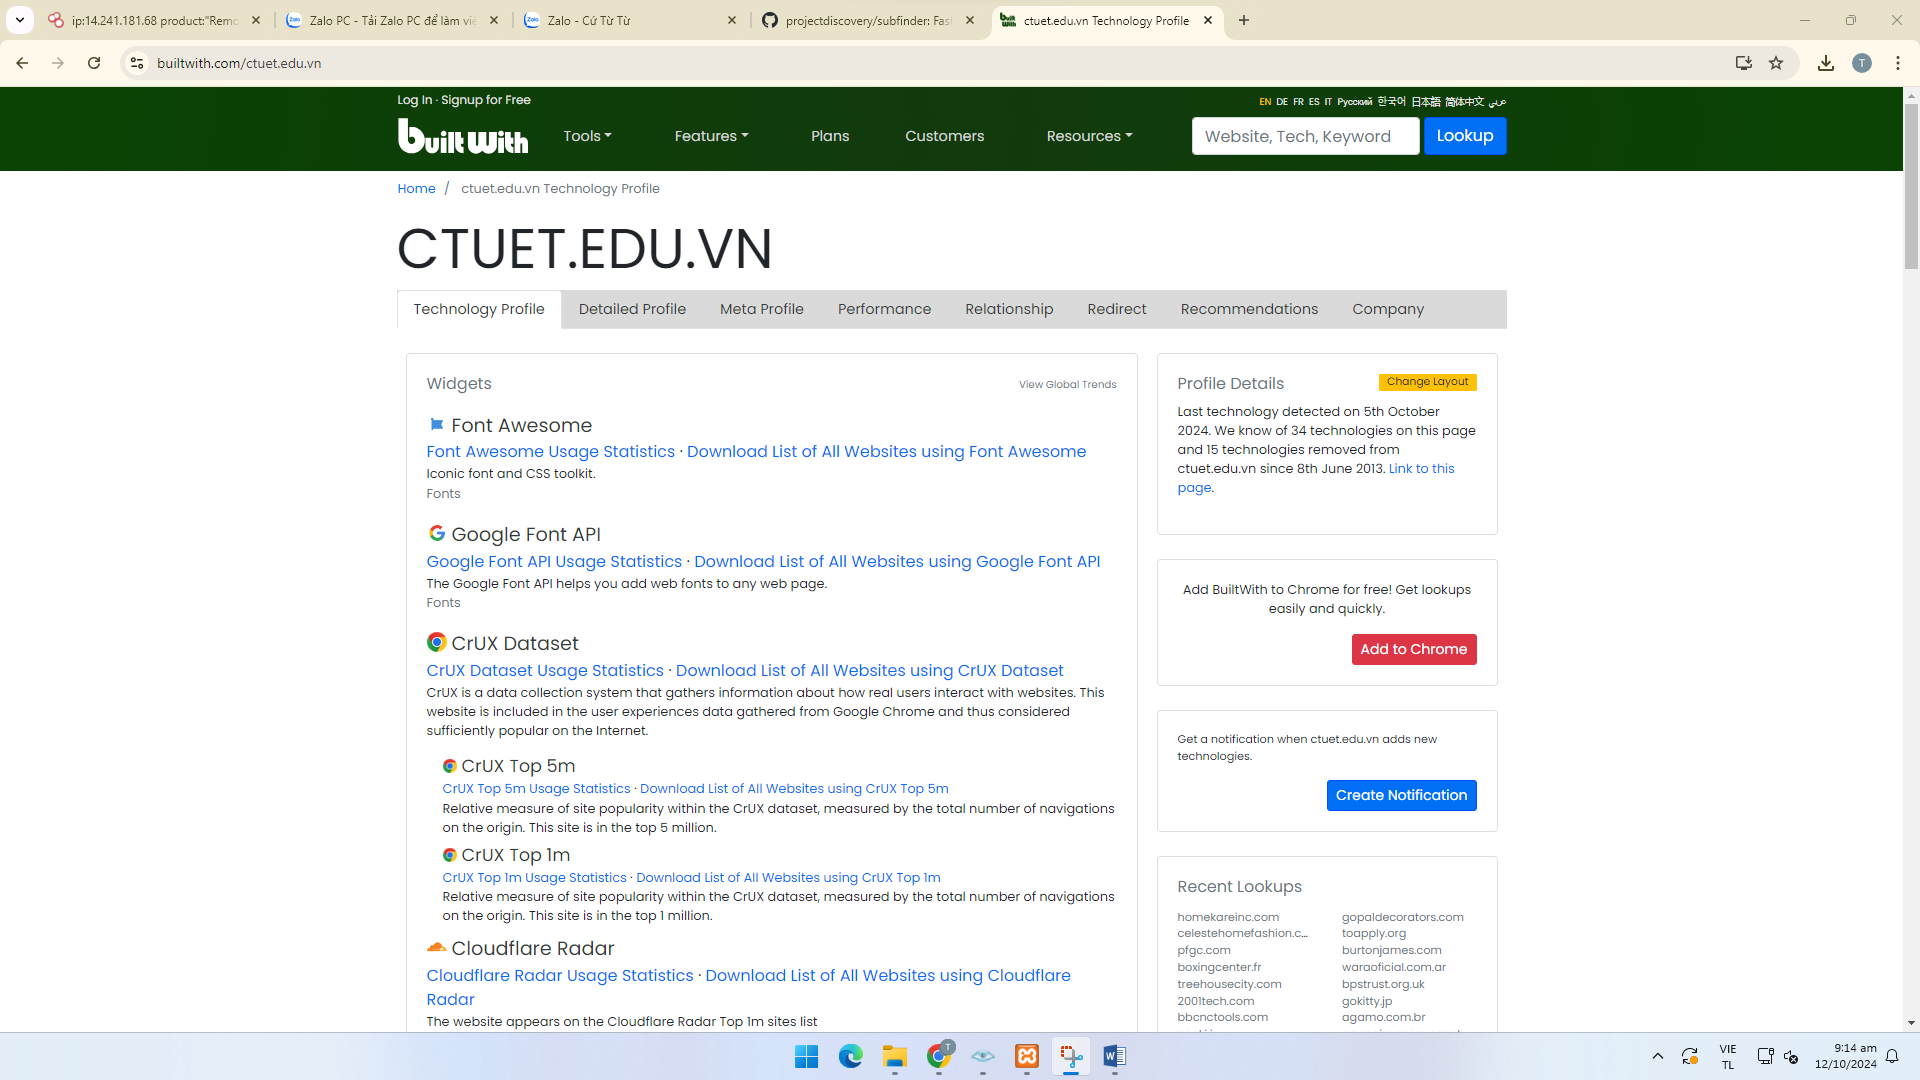 ip:14.241.181.68 product:"Remo
Zalo PC - Tải Zalo PC để làm việ
Zalo - Cứ Từ Từ
projectdiscovery/subfinder: Fast
ctuet.edu.vn Technology Profile
builtwith.com/ctuet.edu.vn
T
Log In · Signup for Free
EN DE FR ES IT Русский 한국어 日本語 简体中文 عربي
built With
Tools
Features
Plans
Customers
Resources
Website, Tech, Keyword
Lookup
Home / ctuet.edu.vn Technology Profile
CTUET.EDU.VN
Technology Profile
Detailed Profile
Meta Profile
Performance
Relationship
Redirect
Recommendations
Company
Widgets
View Global Trends
Font Awesome
Font Awesome Usage Statistics · Download List of All Websites using Font Awesome
Iconic font and CSS toolkit.
Fonts
Google Font API
Google Font API Usage Statistics · Download List of All Websites using Google Font API
The Google Font API helps you add web fonts to any web page.
Fonts
CrUX Dataset
CrUX Dataset Usage Statistics · Download List of All Websites using CrUX Dataset
CrUX is a data collection system that gathers information about how real users interact with websites. This
website is included in the user experiences data gathered from Google Chrome and thus considered
sufficiently popular on the Internet.
CrUX Top 5m
CrUX Top 5m Usage Statistics · Download List of All Websites using CrUX Top 5m
Relative measure of site popularity within the CrUX dataset, measured by the total number of navigations
on the origin. This site is in the top 5 million.
CrUX Top 1m
CrUX Top 1m Usage Statistics · Download List of All Websites using CrUX Top 1m
Relative measure of site popularity within the CrUX dataset, measured by the total number of navigations
on the origin. This site is in the top 1 million.
Cloudflare Radar
Cloudflare Radar Usage Statistics · Download List of All Websites using Cloudflare
Radar
The website appears on the Cloudflare Radar Top 1m sites list
Profile Details
Change Layout
Last technology detected on 5th October
2024. We know of 34 technologies on this page
and 15 technologies removed from
ctuet.edu.vn since 8th June 2013. Link to this
page.
Add BuiltWith to Chrome for free! Get lookups
easily and quickly.
Add to Chrome
Get a notification when ctuet.edu.vn adds new
technologies.
Create Notification
Recent Lookups
homekareinc.com
celestehomefashion.c...
pfgc.com
boxingcenter.fr
treehousecity.com
2001tech.com
bbcnctools.com
gopaldecorators.com
toapply.org
burtonjames.com
waraoficial.com.ar
bpstrust.org.uk
gokitty.jp
agamo.com.br
T
VIE
TL
9:14 am
12/10/2024